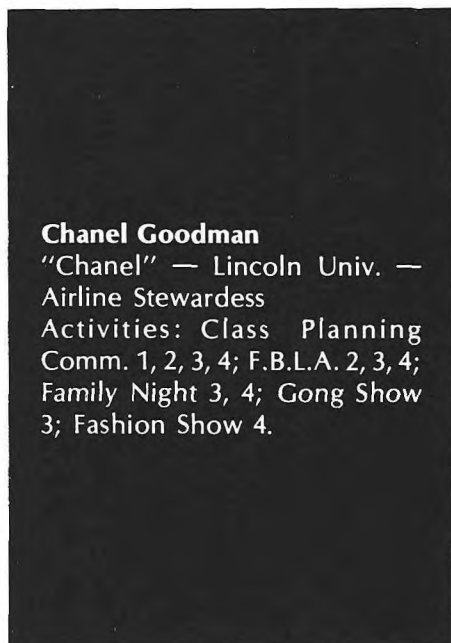 Chanel Goodman
"Chanel" — Lincoln Univ. —
Airline Stewardess
Activities: Class Planning
Comm. 1, 2, 3, 4; F.B.L.A. 2, 3, 4;
Family Night 3, 4; Gong Show
3; Fashion Show 4.